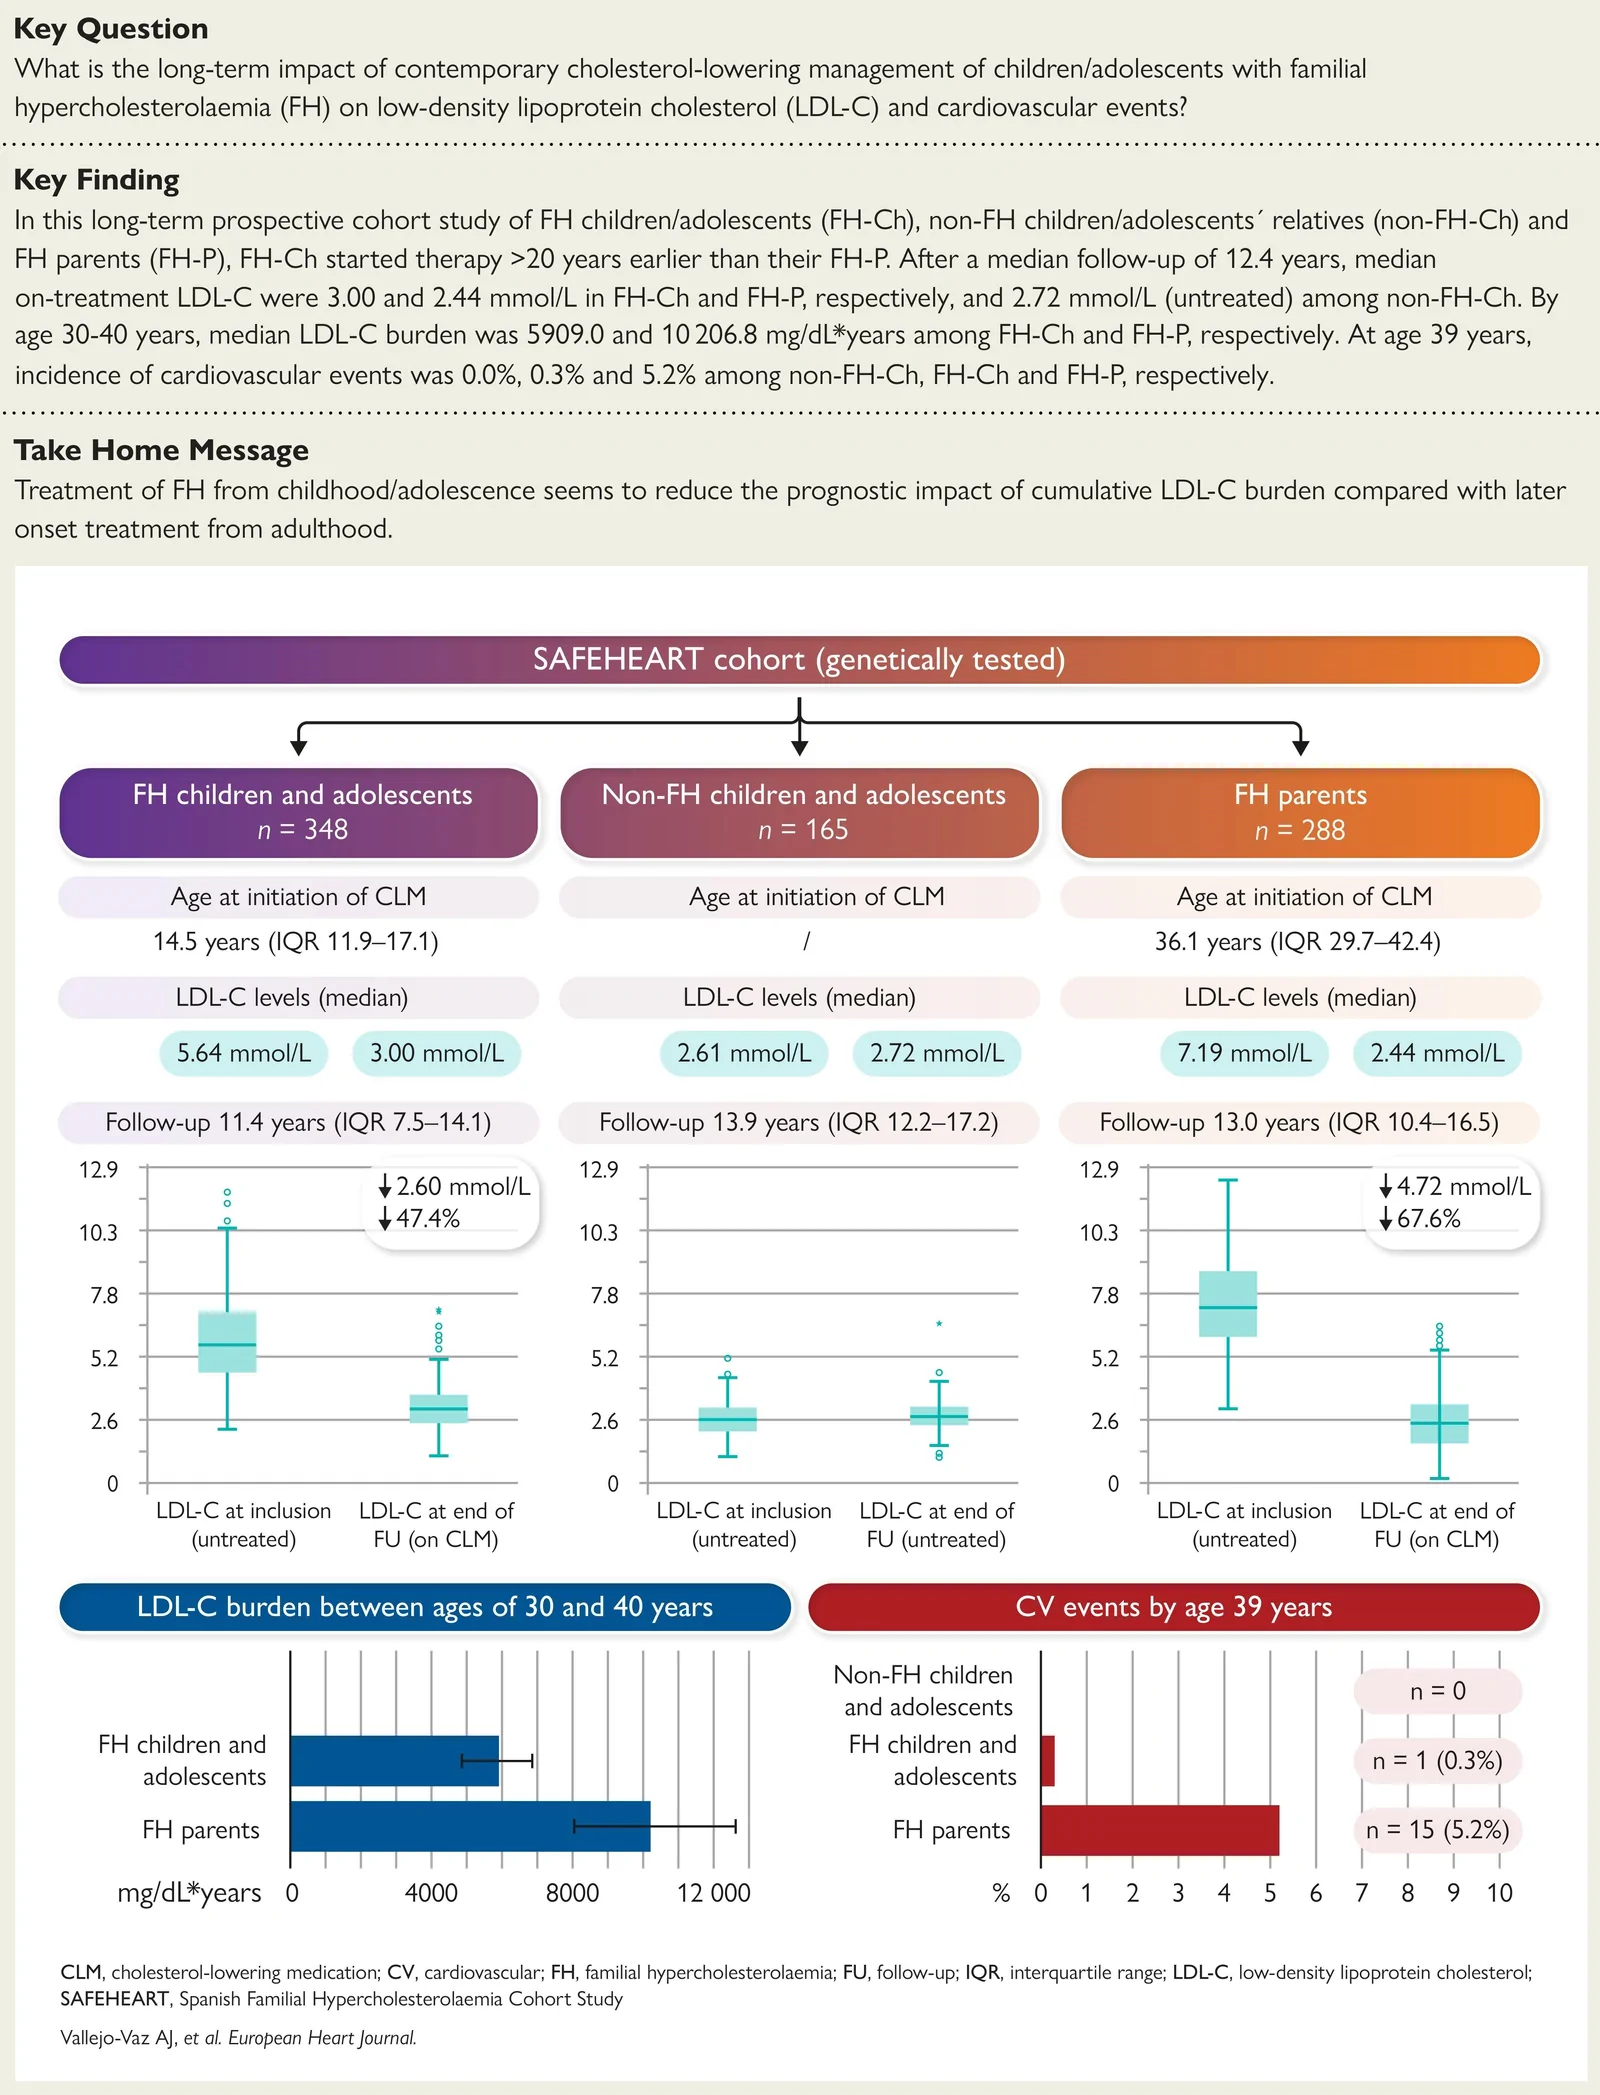 Key Question
What is the long-term impact of contemporary cholesterol-lowering management of children/adolescents with familial
hypercholesterolaemia (FH) on low-density lipoprotein cholesterol (LDL-C) and cardiovascular events?
Key Finding
In this long-term prospective cohort study of FH children/adolescents (FH-Ch), non-FH children/adolescents´ relatives (non-FH-Ch) and
FH parents (FH-P), FH-Ch started therapy >20 years earlier than their FH-P. After a median follow-up of 12.4 years, median
on-treatment LDL-C were 3.00 and 2.44 mmol/L in FH-Ch and FH-P, respectively, and 2.72 mmol/L (untreated) among non-FH-Ch. By
age 30-40 years, median LDL-C burden was 5909.0 and 10 206.8 mg/dL*years among FH-Ch and FH-P, respectively. At age 39 years,
incidence of cardiovascular events was 0.0%, 0.3% and 5.2% among non-FH-Ch, FH-Ch and FH-P, respectively.
Take Home Message
Treatment of FH from childhood/adolescence seems to reduce the prognostic impact of cumulative LDL-C burden compared with later
onset treatment from adulthood.
SAFEHEART cohort (genetically tested)
FH children and adolescents
n = 348
Non-FH children and adolescents
n = 165
FH parents
n = 288
Age at initiation of CLM
Age at initiation of CLM
Age at initiation of CLM
14.5 years (IQR 11.9–17.1)
/
36.1 years (IQR 29.7–42.4)
LDL-C levels (median)
LDL-C levels (median)
LDL-C levels (median)
5.64 mmol/L
3.00 mmol/L
2.61 mmol/L
2.72 mmol/L
7.19 mmol/L
2.44 mmol/L
Follow-up 11.4 years (IQR 7.5–14.1)
Follow-up 13.9 years (IQR 12.2–17.2)
Follow-up 13.0 years (IQR 10.4–16.5)
12.9
10.3
7.8
5.2
2.6
0
↓2.60 mmol/L
↓47.4%
LDL-C at inclusion
(untreated)
LDL-C at end of
FU (on CLM)
12.9
10.3
7.8
5.2
2.6
0
LDL-C at inclusion
(untreated)
LDL-C at end of
FU (untreated)
12.9
10.3
7.8
5.2
2.6
0
↓4.72 mmol/L
↓67.6%
LDL-C at inclusion
(untreated)
LDL-C at end of
FU (on CLM)
LDL-C burden between ages of 30 and 40 years
FH children and
adolescents
FH parents
mg/dL*years 0 4000 8000 12 000
CV events by age 39 years
Non-FH children
and adolescents
n = 0
FH children and
adolescents
n = 1 (0.3%)
FH parents
n = 15 (5.2%)
% 0 1 2 3 4 5 6 7 8 9 10
CLM, cholesterol-lowering medication; CV, cardiovascular; FH, familial hypercholesterolaemia; FU, follow-up; IQR, interquartile range; LDL-C, low-density lipoprotein cholesterol;
SAFEHEART, Spanish Familial Hypercholesterolaemia Cohort Study
Vallejo-Vaz AJ, et al. European Heart Journal.